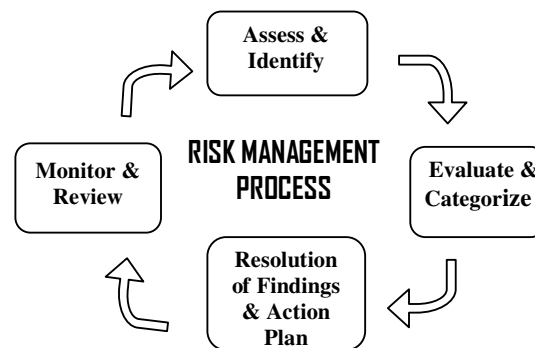 Assess &
Identify
RISK MANAGEMENT
PROCESS
Monitor &
Review
Evaluate &
Categorize
Resolution
of Findings
& Action
Plan